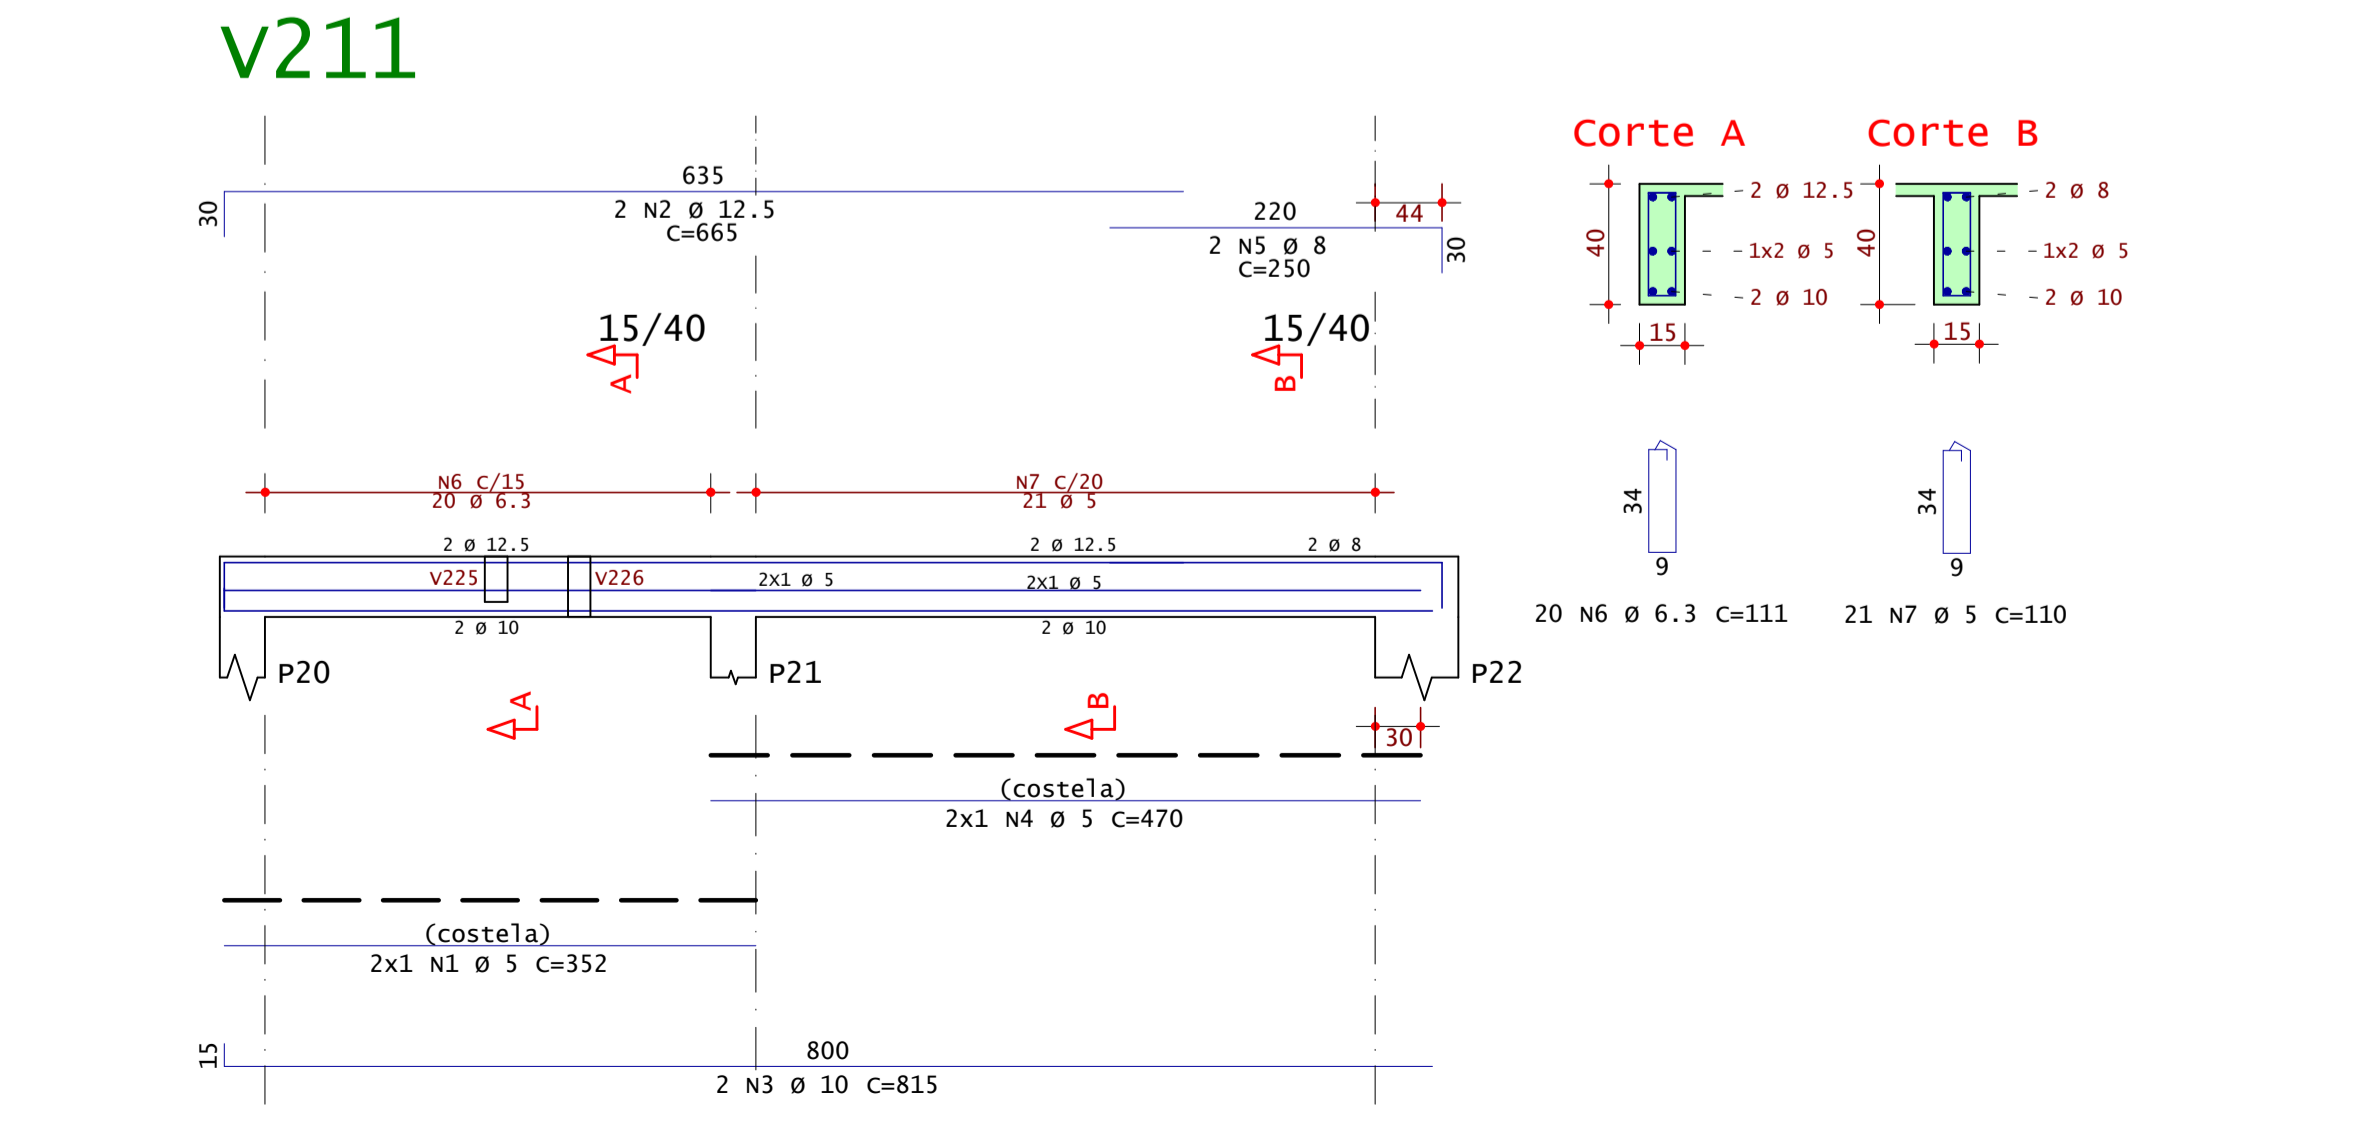 V211
635
30
2 N2 Ø 12.5
C=665
220
44
2 N5 Ø 8
C=250
30
15/40
A
15/40
B
N6 C/15
20 Ø 6.3
N7 C/20
21 Ø 5
2 Ø 12.5
2 Ø 12.5
2 Ø 8
V225
V226
2X1 Ø 5
2X1 Ø 5
2 Ø 10
2 Ø 10
P20
P21
P22
A
B
30
(costela)
2x1 N4 Ø 5 C=470
(costela)
2x1 N1 Ø 5 C=352
15
800
2 N3 Ø 10 C=815
Corte A
2 Ø 12.5
40
1x2 Ø 5
2 Ø 10
15
34
9
20 N6 Ø 6.3 C=111
Corte B
2 Ø 8
40
1x2 Ø 5
2 Ø 10
15
34
9
21 N7 Ø 5 C=110